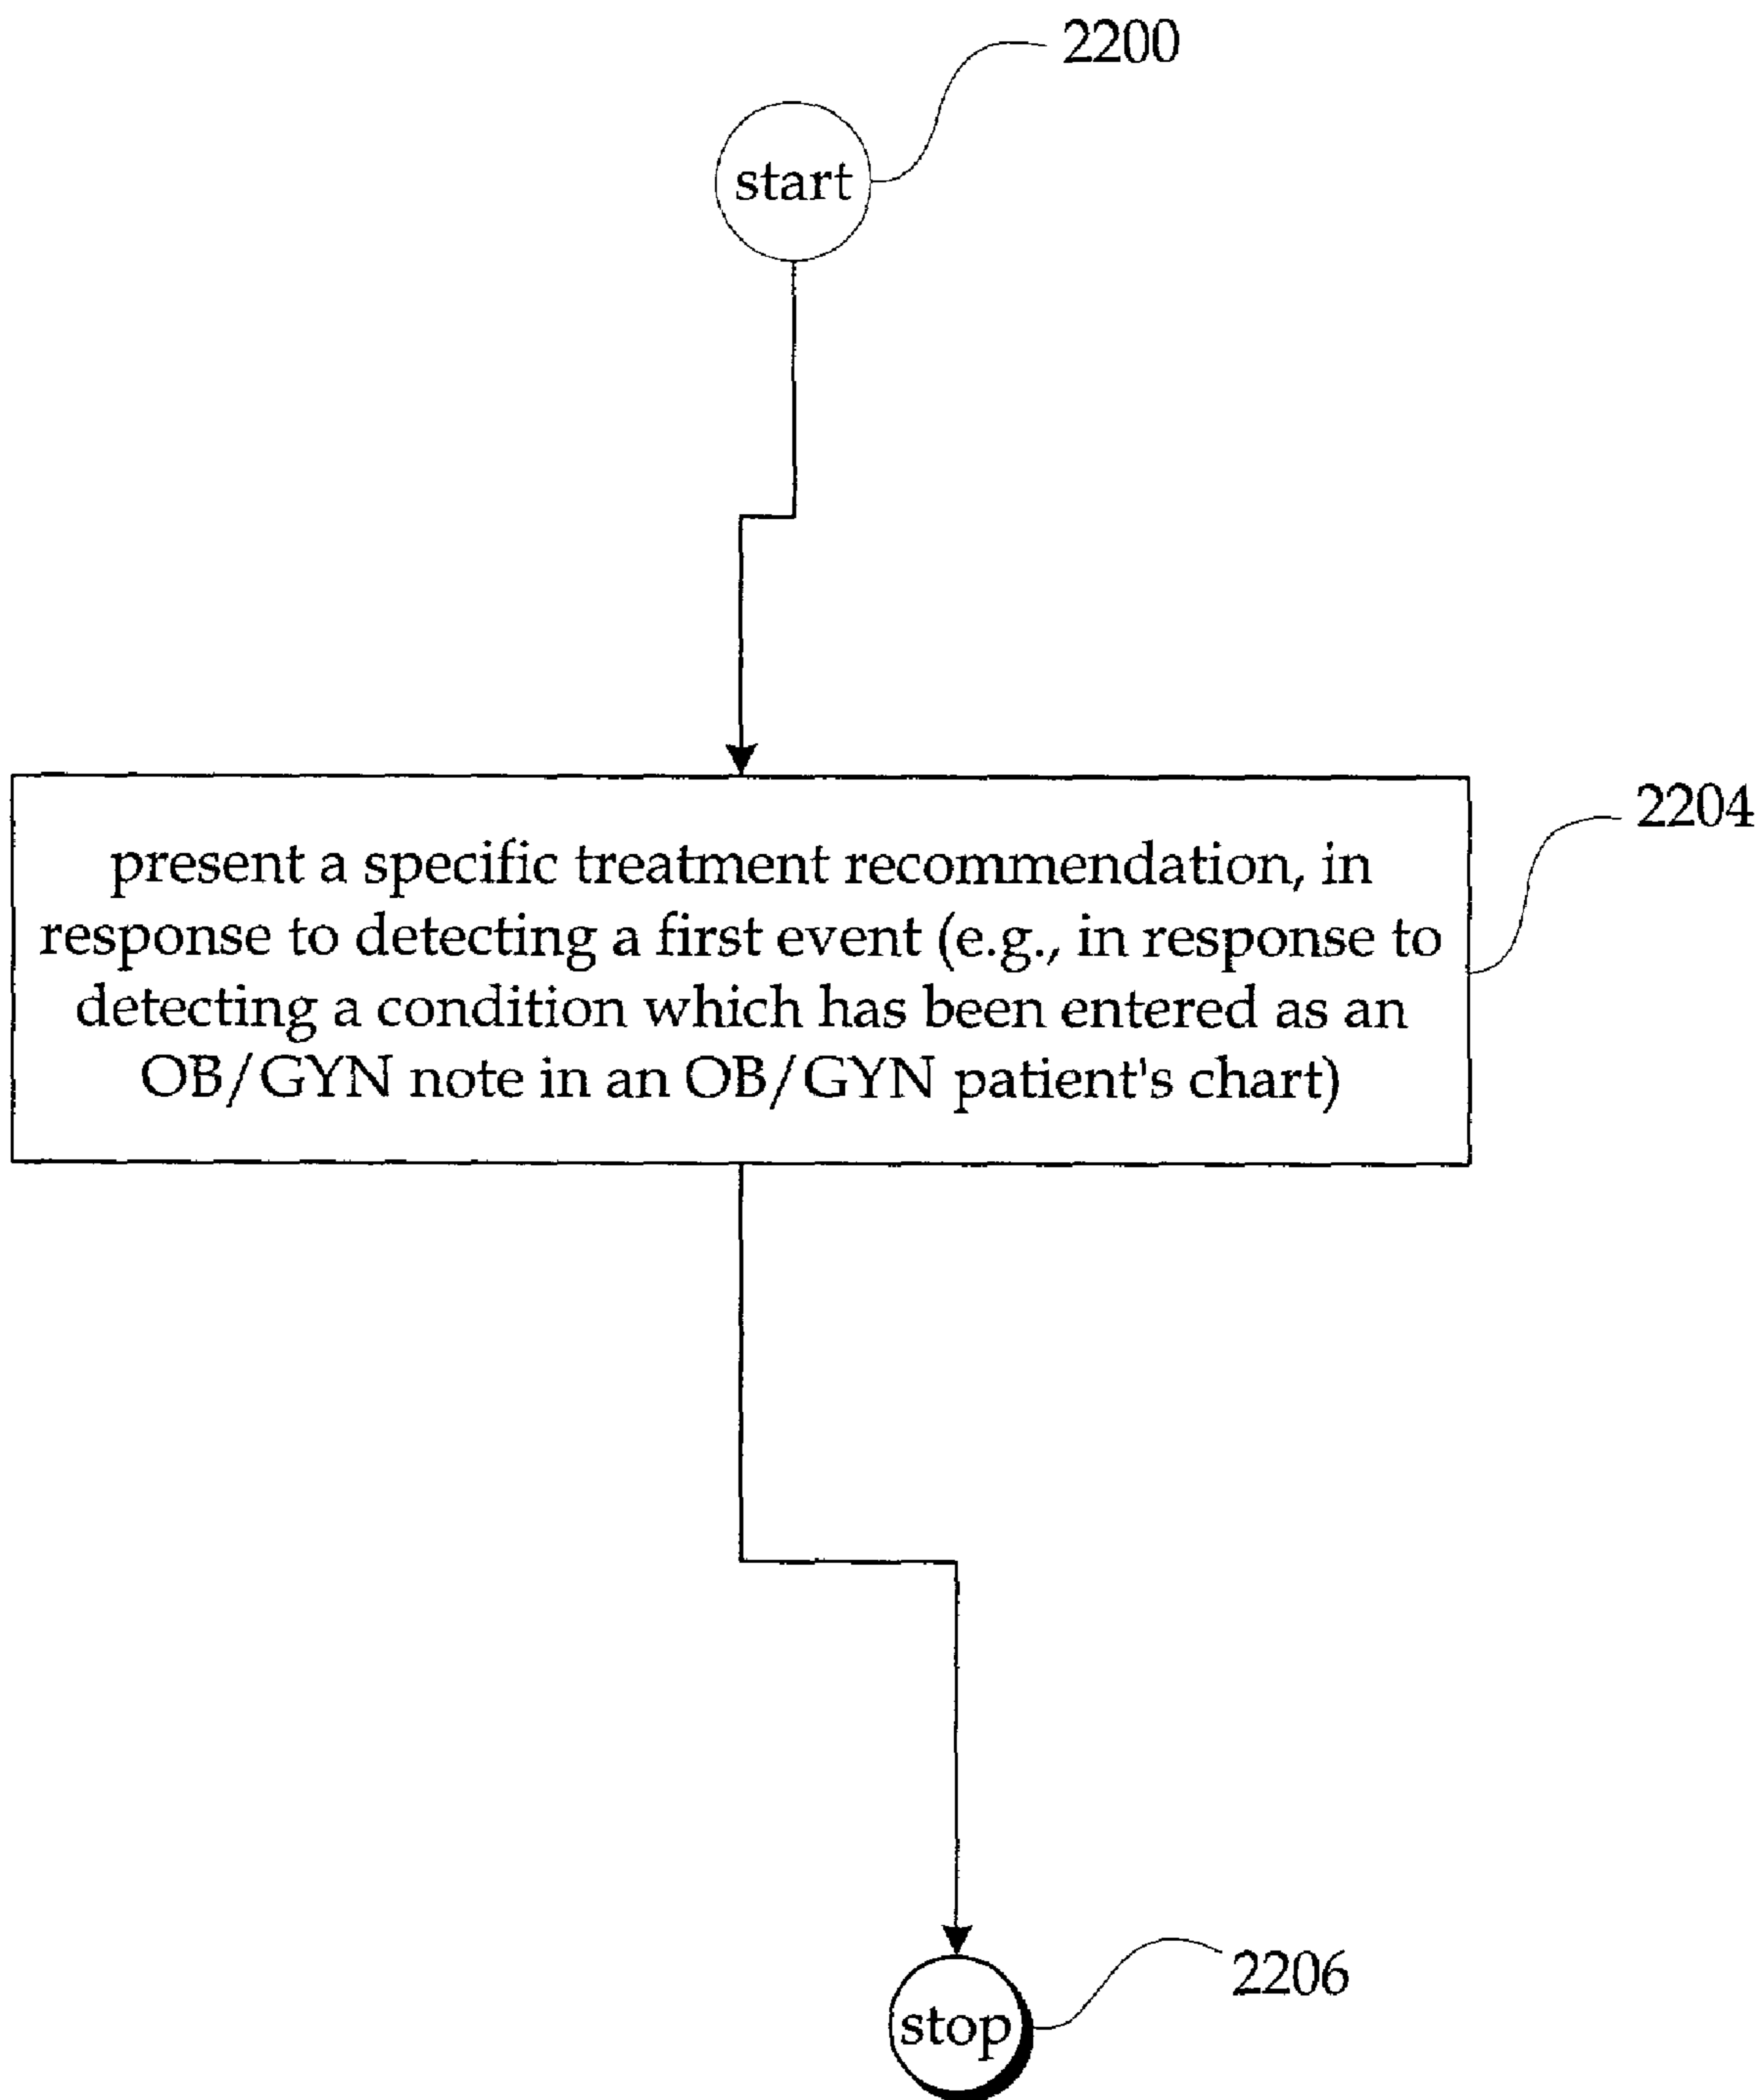 2200
start
2204
present a specific treatment recommendation, in
response to detecting a first event (e.g., in response to
detecting a condition which has been entered as an
OB/GYN note in an OB/GYN patient's chart)
2206
stop